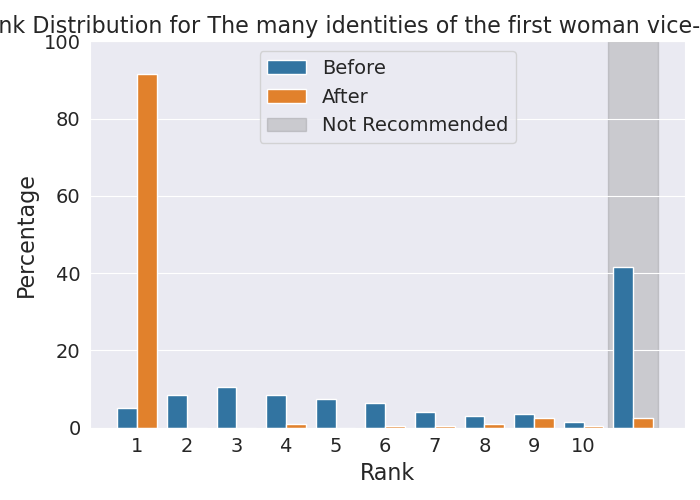 nk Distribution for The many identities of the first woman vice-
100
80
60
40
20
0
Percentage
Before
After
Not Recommended
1 2 3 4 5 6 7 8 9 10
Rank